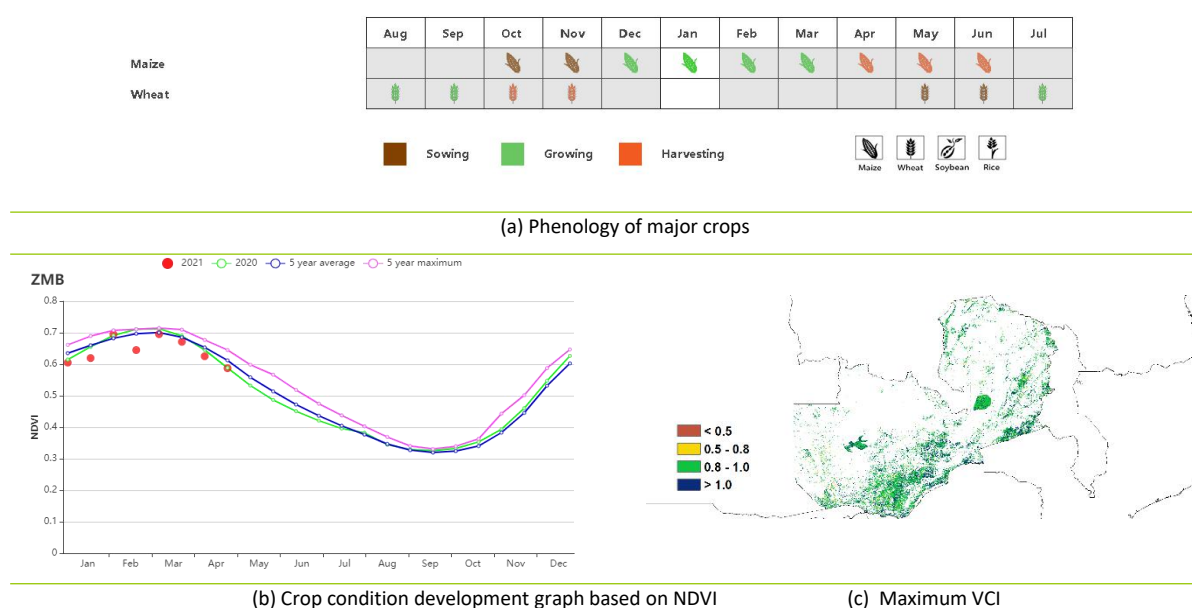 Aug Sep Oct Nov Dec Jan Feb Mar Apr May Jun Jul
Maize
Wheat
Sowing Growing Harvesting
Maize Wheat Soybean Rice
(a) Phenology of major crops
2021 2020 5 year average 5 year maximum
ZMB
0.8
0.7
0.6
0.5
0.4
0.3
0.2
0.1
0
NDVI
Jan Feb Mar Apr May Jun Jul Aug Sep Oct Nov Dec
< 0.5
0.5 - 0.8
0.8 - 1.0
> 1.0
(b) Crop condition development graph based on NDVI (c) Maximum VCI